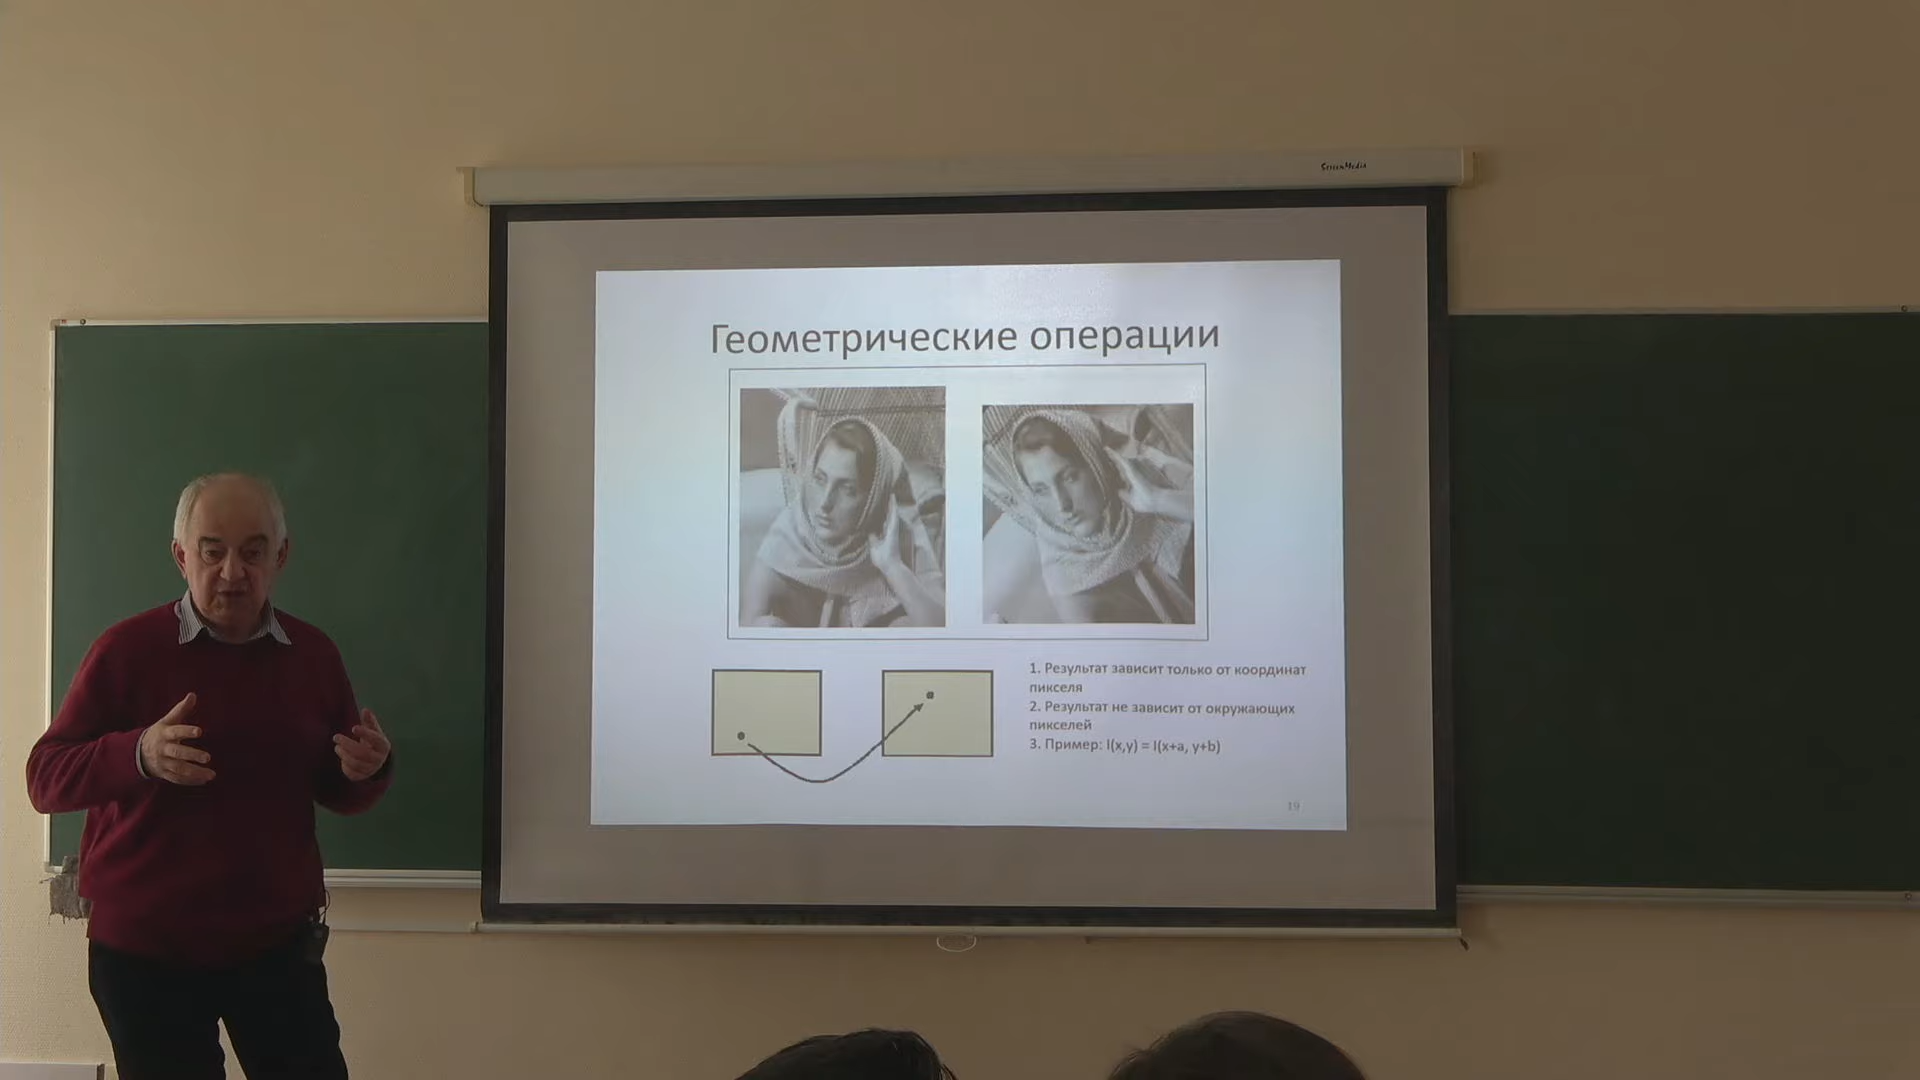 ScreenMedia
Геометрические операции
1. Результат зависит только от координат
пикселя
2. Результат не зависит от окружающих
пикселей
3. Пример: I(x,y) = I(x+a, y+b)
19